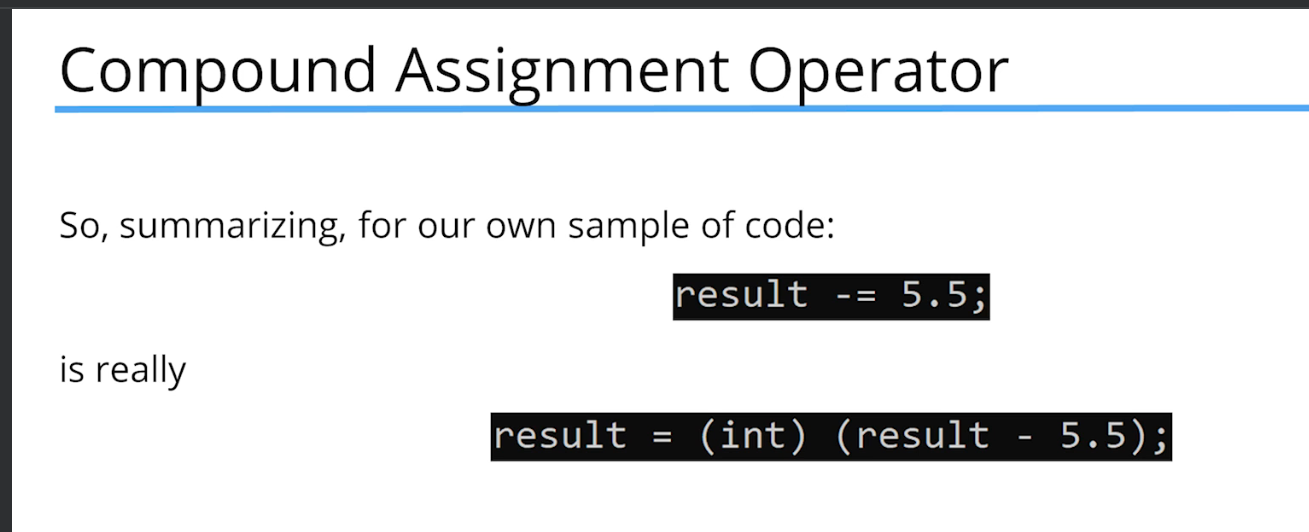 Compound Assignment Operator
So, summarizing, for our own sample of code:
result -= 5.5;
is really
result = (int) (result - 5.5);